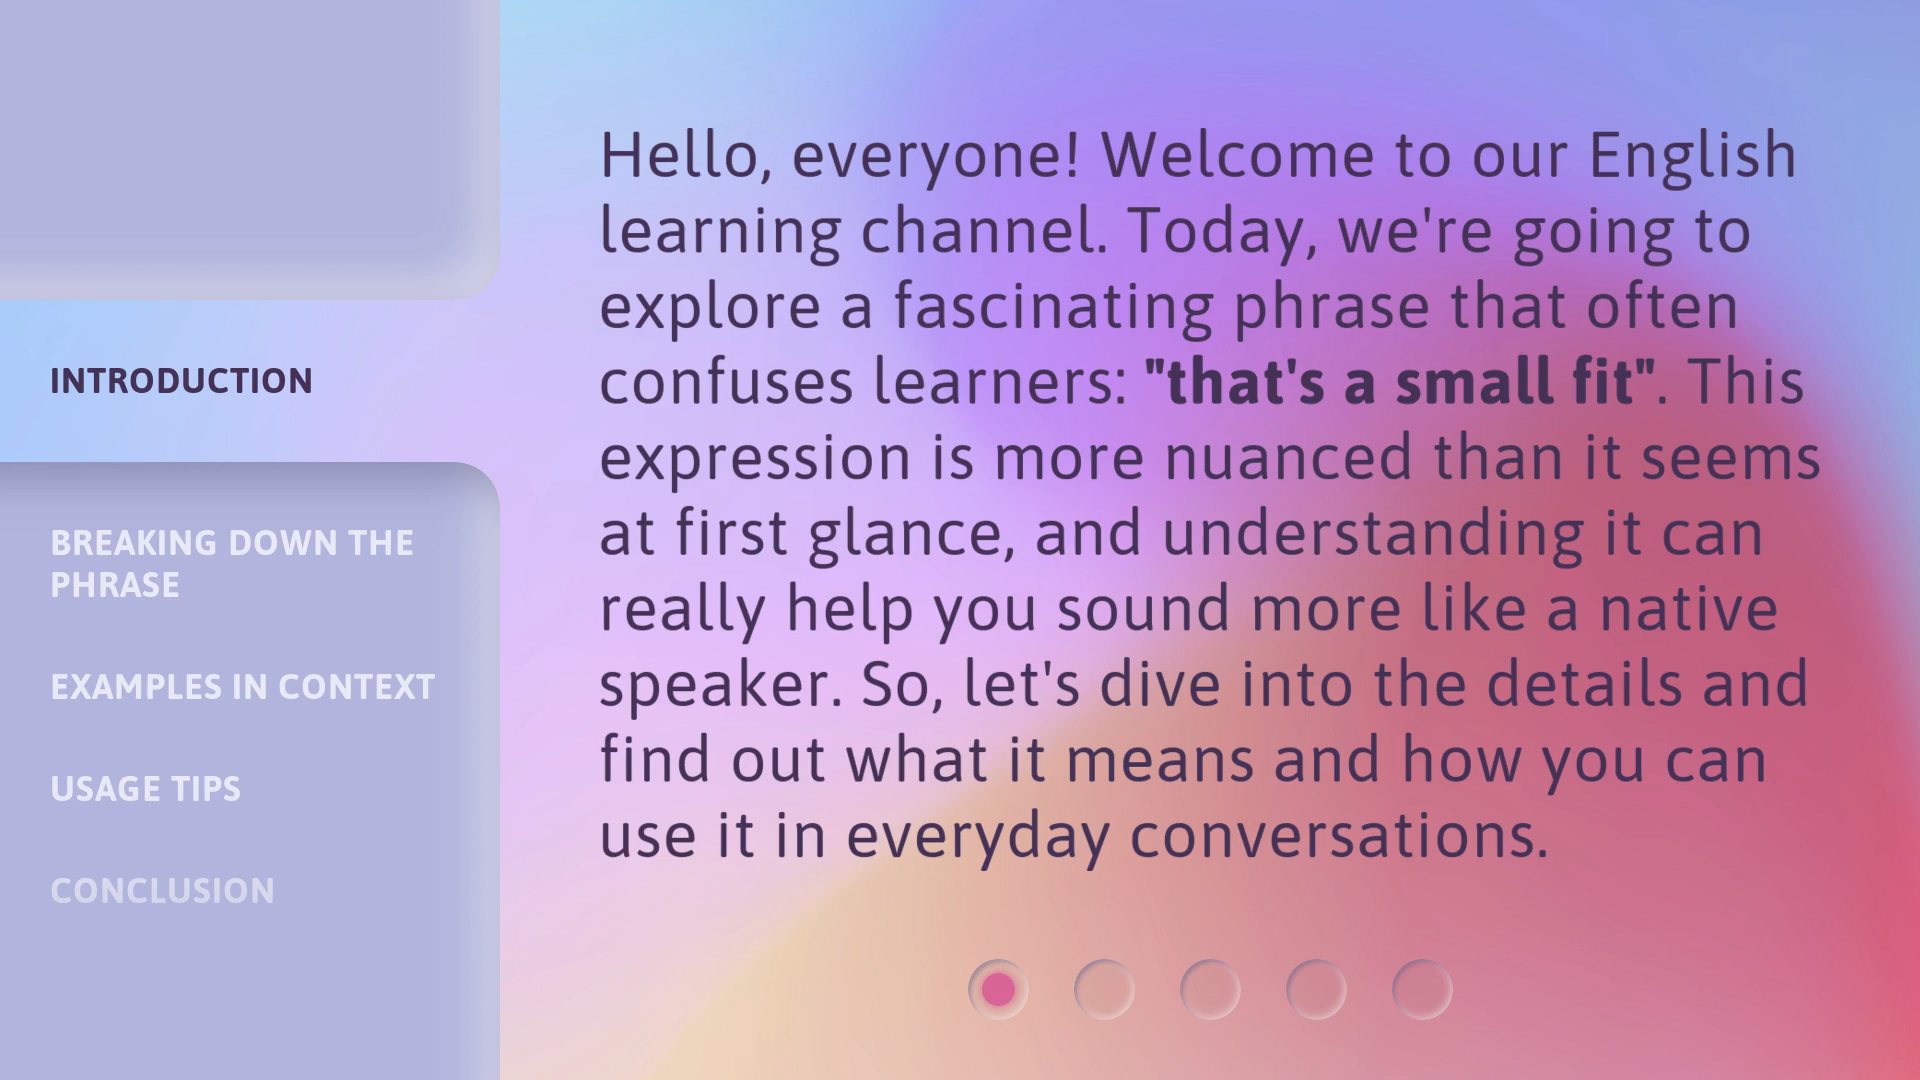 INTRODUCTION
BREAKING DOWN THE
PHRASE
EXAMPLES IN CONTEXT
USAGE TIPS
CONCLUSION
Hello, everyone! Welcome to our English
learning channel. Today, we're going to
explore a fascinating phrase that often
confuses learners: "that's a small fit". This
expression is more nuanced than it seems
at first glance, and understanding it can
really help you sound more like a native
speaker. So, let's dive into the details and
find out what it means and how you can
use it in everyday conversations.